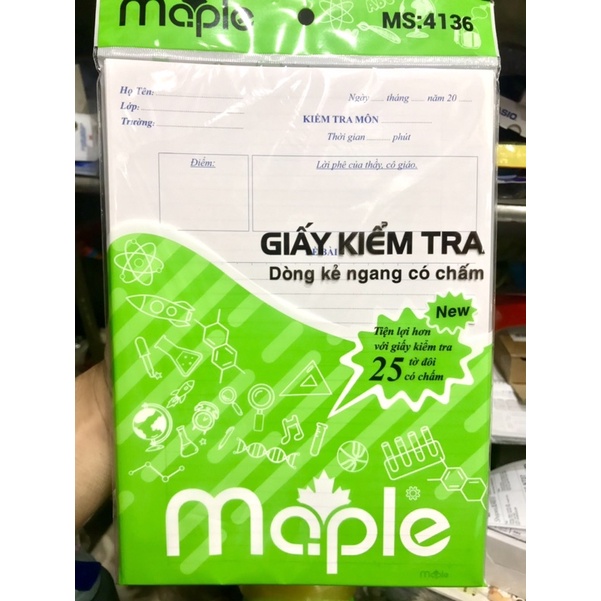 maple
MS:4136
Họ Tên:
Lớp:
Trường:
Ngày ..... tháng ..... năm 20 .....
KIỂM TRA MÔN
Thời gian ...... phút
Điểm:
Lời phê của thầy, cô giáo.
GIẤY KIỂM TRA
Dòng kẻ ngang có chấm
New
Tiện lợi hơn
với giấy kiểm tra
25 tờ đôi
có chấm
maple
maple